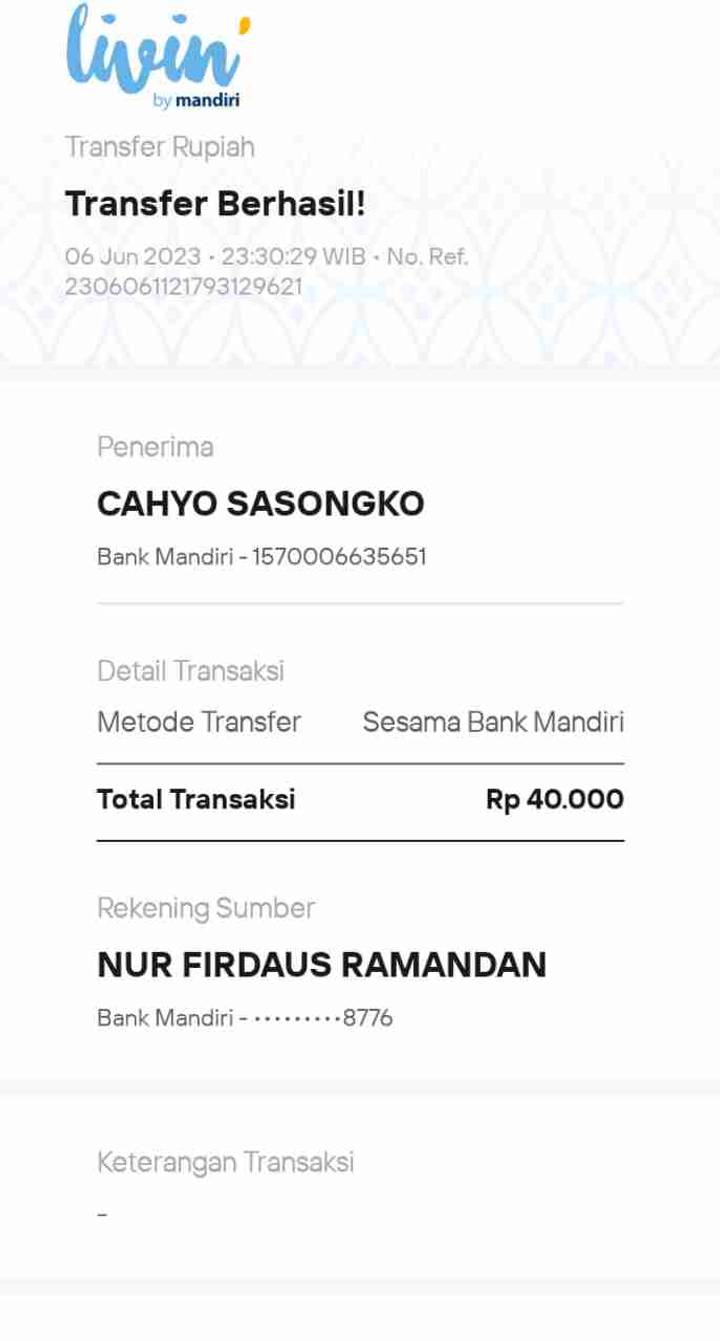 livin'
by mandiri
Transfer Rupiah
Transfer Berhasil!
06 Jun 2023 • 23:30:29 WIB • No. Ref.
2306061121793129621
Penerima
CAHYO SASONGKO
Bank Mandiri - 1570006635651
Detail Transaksi
Metode Transfer Sesama Bank Mandiri
Total Transaksi Rp 40.000
Rekening Sumber
NUR FIRDAUS RAMANDAN
Bank Mandiri - •••••••••8776
Keterangan Transaksi
-